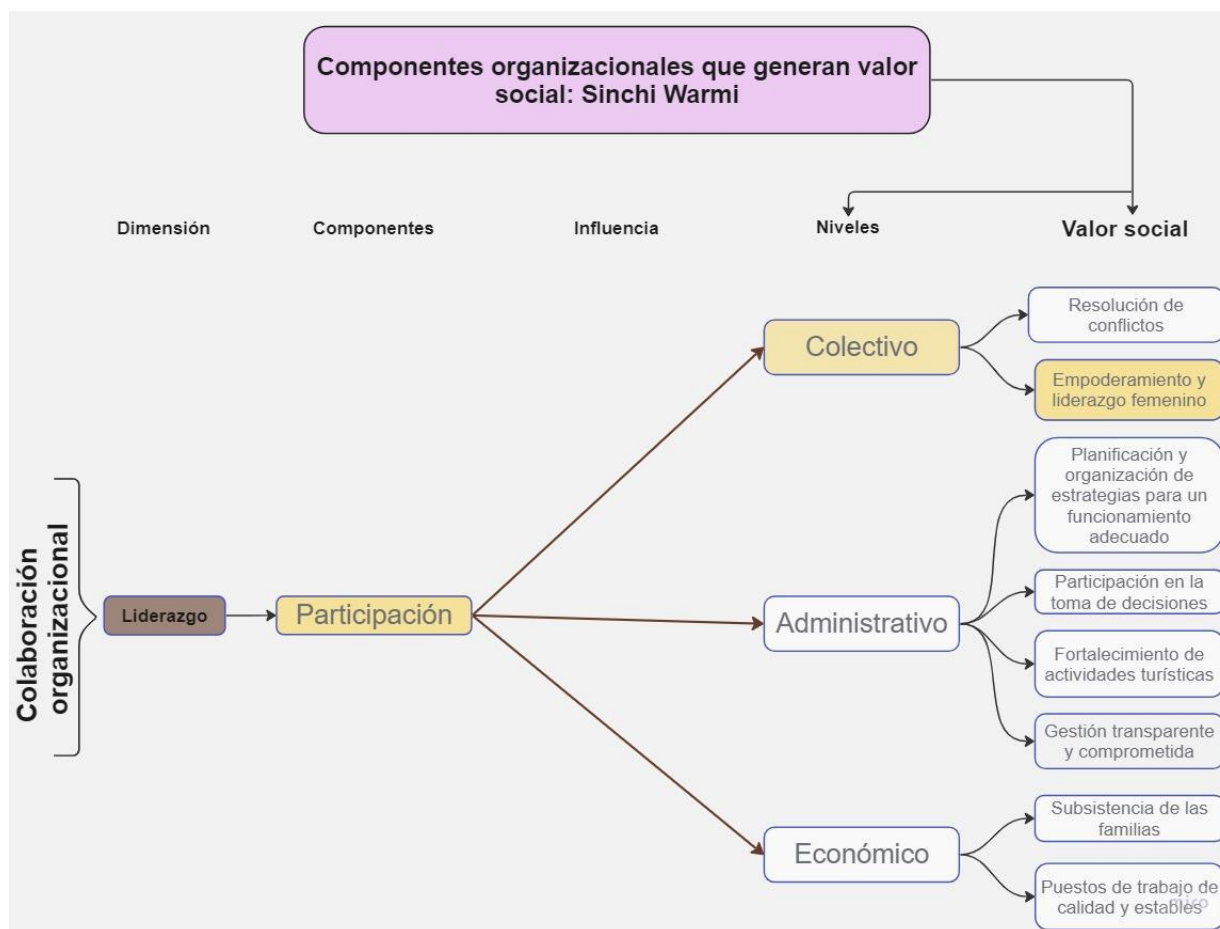 Componentes organizacionales que generan valor
social: Sinchi Warmi
Dimensión
Componentes
Influencia
Niveles
Valor social
Colaboración
organizacional
Liderazgo
Participación
Colectivo
Resolución de
conflictos
Empoderamiento y
liderazgo femenino
Administrativo
Planificación y
organización de
estrategias para un
funcionamiento
adecuado
Participación en la
toma de decisiones
Fortalecimiento de
actividades turísticas
Gestión transparente
y comprometida
Económico
Subsistencia de las
familias
Puestos de trabajo de
calidad y estables
miro